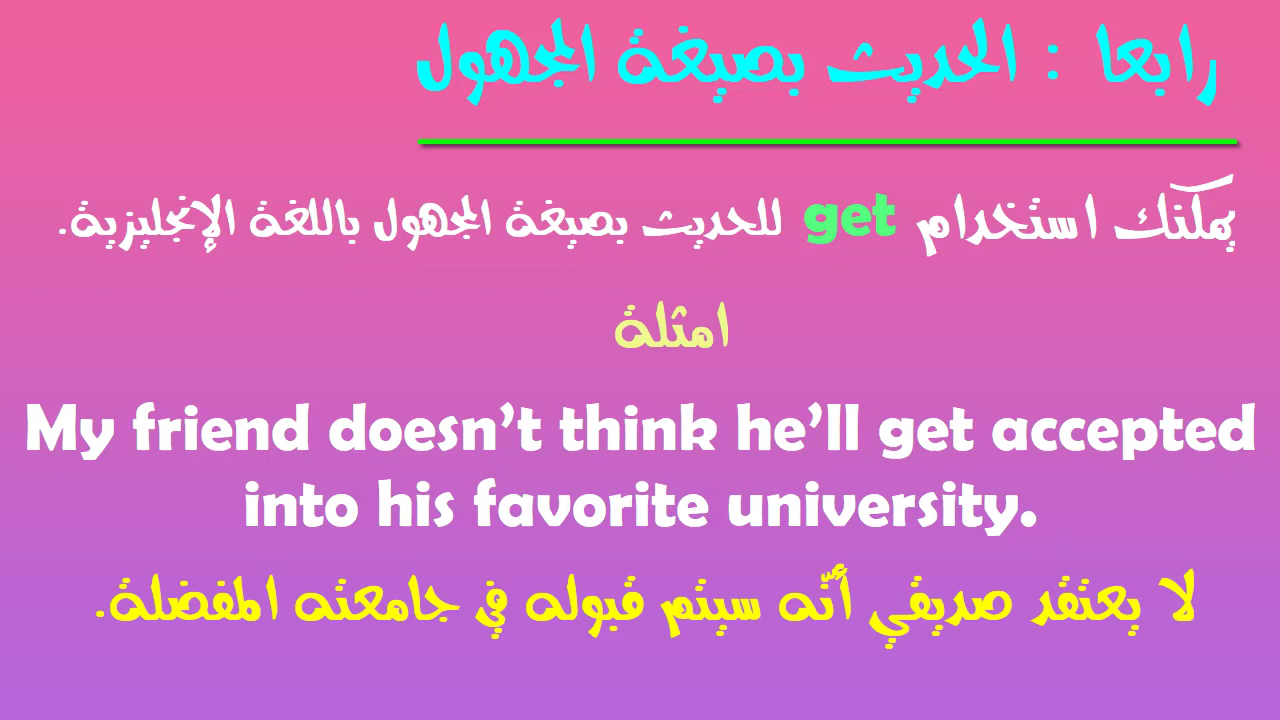 رابعا : الحديث بصيغة المجهول
يمكنك استخدام get للحديث بصيغة المجهول باللغة الإنجليزية.
امثلة
My friend doesn’t think he’ll get accepted
into his favorite university.
لا يعتقد صديقي أنّه سيتم قبوله في جامعته المفضلة.